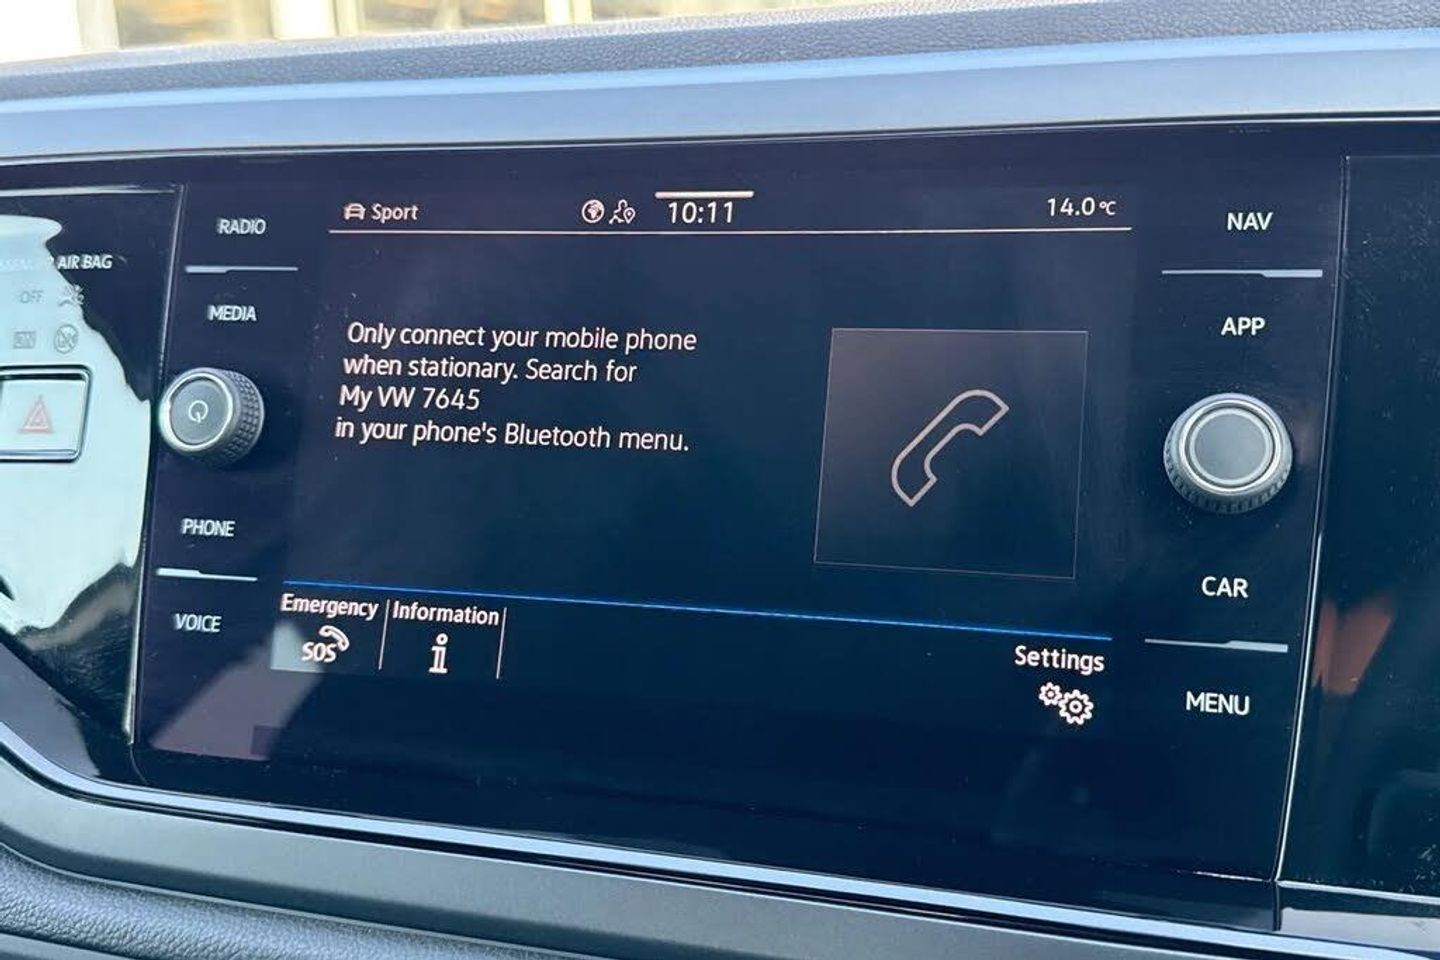 RADIO
MEDIA
PHONE
VOICE
AIR BAG
OFF
Sport
10:11
14.0°C
Only connect your mobile phone
when stationary. Search for
My VW 7645
in your phone's Bluetooth menu.
Emergency
SOS
Information
i
Settings
NAV
APP
CAR
MENU